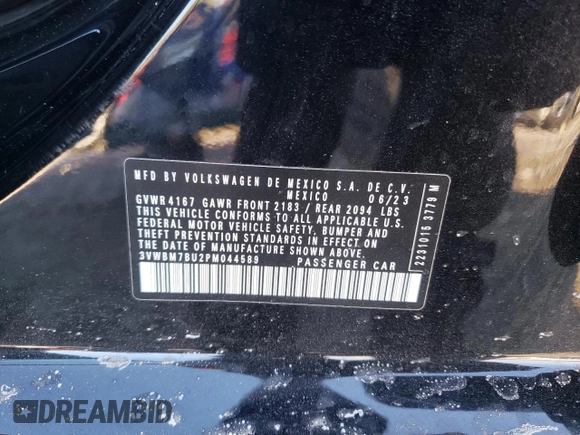 MFD BY VOLKSWAGEN DE MEXICO S.A. DE C.V.
MEXICO 06/23
GVWR 4167 GAWR FRONT 2183 / REAR 2094 LBS
THIS VEHICLE CONFORMS TO ALL APPLICABLE U.S.
FEDERAL MOTOR VEHICLE SAFETY, BUMPER AND
THEFT PREVENTION STANDARDS IN EFFECT ON
THE DATE OF MANUFACTURE SHOWN ABOVE.
3VWBM7BU2PM044589 PASSENGER CAR
2231016 3779 M
DREAMBID